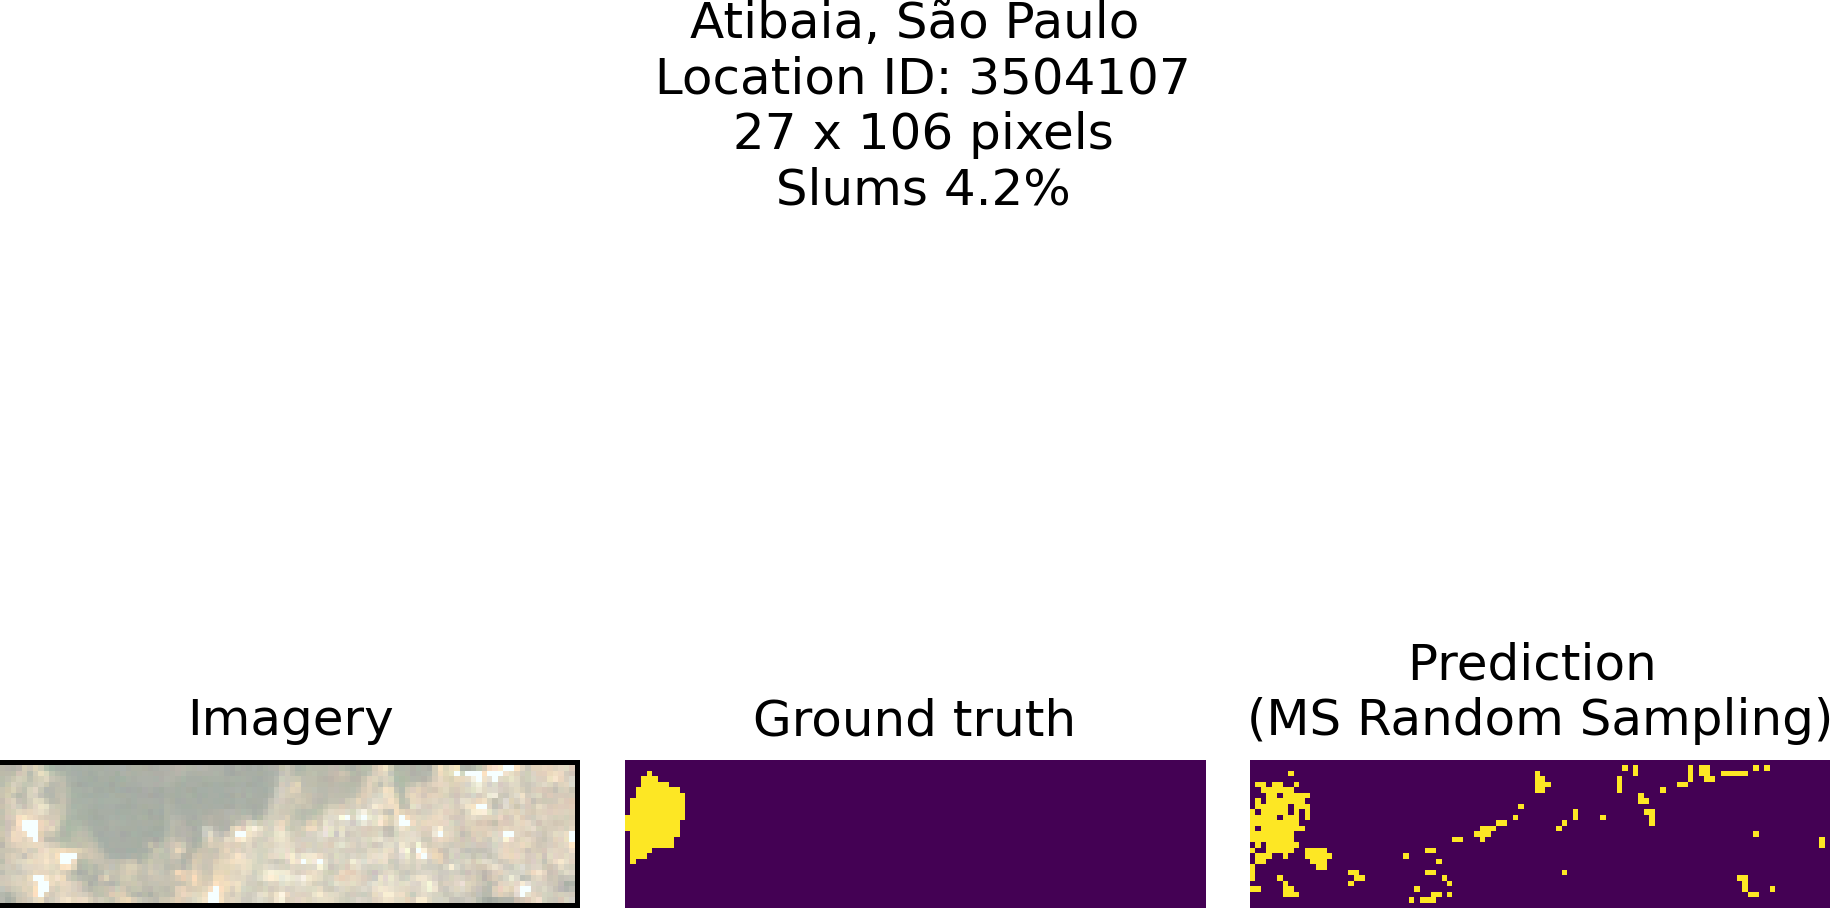 Atibaia, São Paulo
Location ID: 3504107
27 x 106 pixels
Slums 4.2%
Imagery
Ground truth
Prediction
(MS Random Sampling)